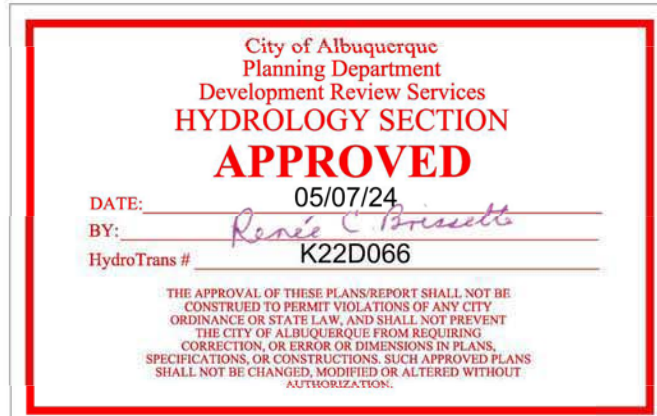 City of Albuquerque
Planning Department
Development Review Services
HYDROLOGY SECTION
APPROVED
DATE: 05/07/24
BY: Renée C. Brissette
HydroTrans # K22D066
THE APPROVAL OF THESE PLANS/REPORT SHALL NOT BE
CONSTRUED TO PERMIT VIOLATIONS OF ANY CITY
ORDINANCE OR STATE LAW, AND SHALL NOT PREVENT
THE CITY OF ALBUQUERQUE FROM REQUIRING
CORRECTION, OR ERROR OR DIMENSIONS IN PLANS,
SPECIFICATIONS, OR CONSTRUCTIONS. SUCH APPROVED PLANS
SHALL NOT BE CHANGED, MODIFIED OR ALTERED WITHOUT
AUTHORIZATION.